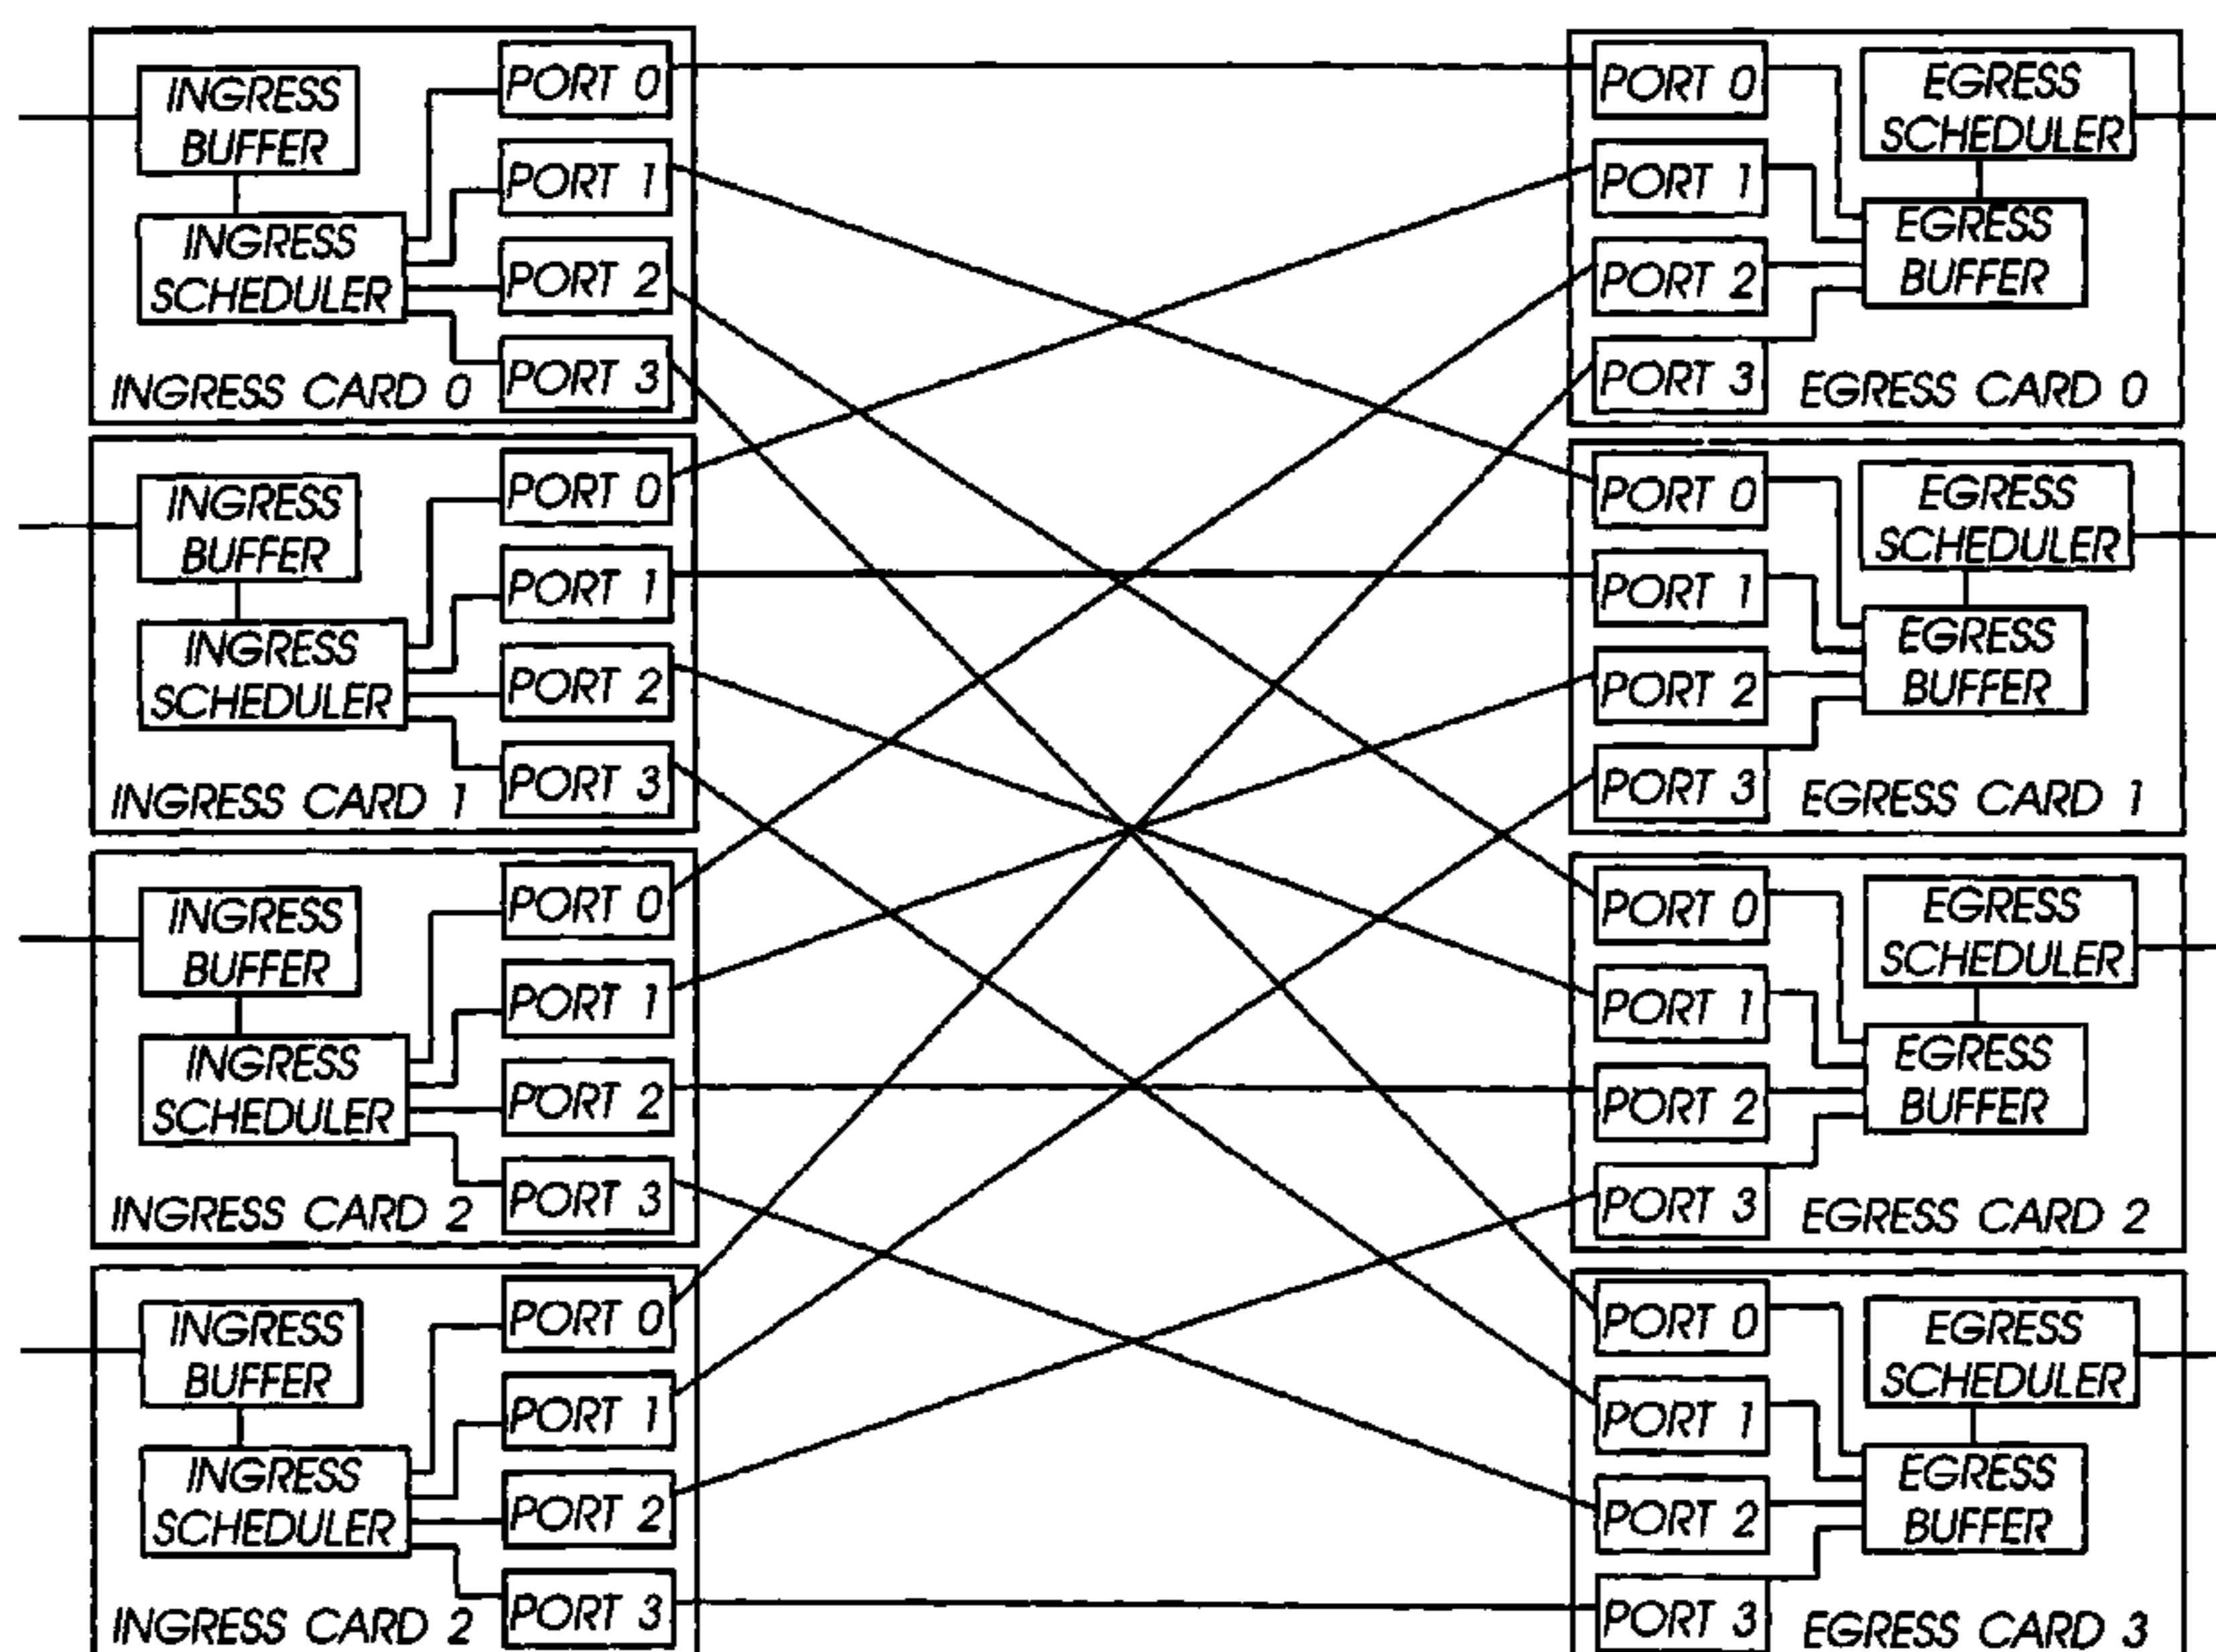 INGRESS
BUFFER
INGRESS
SCHEDULER
PORT 0
PORT 1
PORT 2
PORT 3
INGRESS CARD 0
PORT 0
PORT 1
PORT 2
PORT 3
EGRESS
SCHEDULER
EGRESS
BUFFER
EGRESS CARD 0
INGRESS
BUFFER
INGRESS
SCHEDULER
PORT 0
PORT 1
PORT 2
PORT 3
INGRESS CARD 1
PORT 0
PORT 1
PORT 2
PORT 3
EGRESS
SCHEDULER
EGRESS
BUFFER
EGRESS CARD 1
INGRESS
BUFFER
INGRESS
SCHEDULER
PORT 0
PORT 1
PORT 2
PORT 3
INGRESS CARD 2
PORT 0
PORT 1
PORT 2
PORT 3
EGRESS
SCHEDULER
EGRESS
BUFFER
EGRESS CARD 2
INGRESS
BUFFER
INGRESS
SCHEDULER
PORT 0
PORT 1
PORT 2
PORT 3
INGRESS CARD 2
PORT 0
PORT 1
PORT 2
PORT 3
EGRESS
SCHEDULER
EGRESS
BUFFER
EGRESS CARD 3